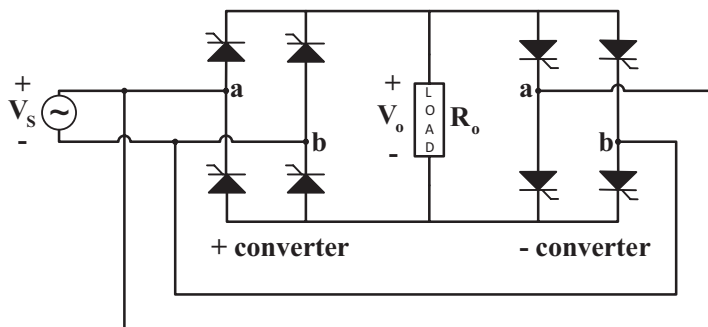 +
V_s
-
~
a
b
+
V_o
-
LOAD
R_o
a
b
+ converter
- converter